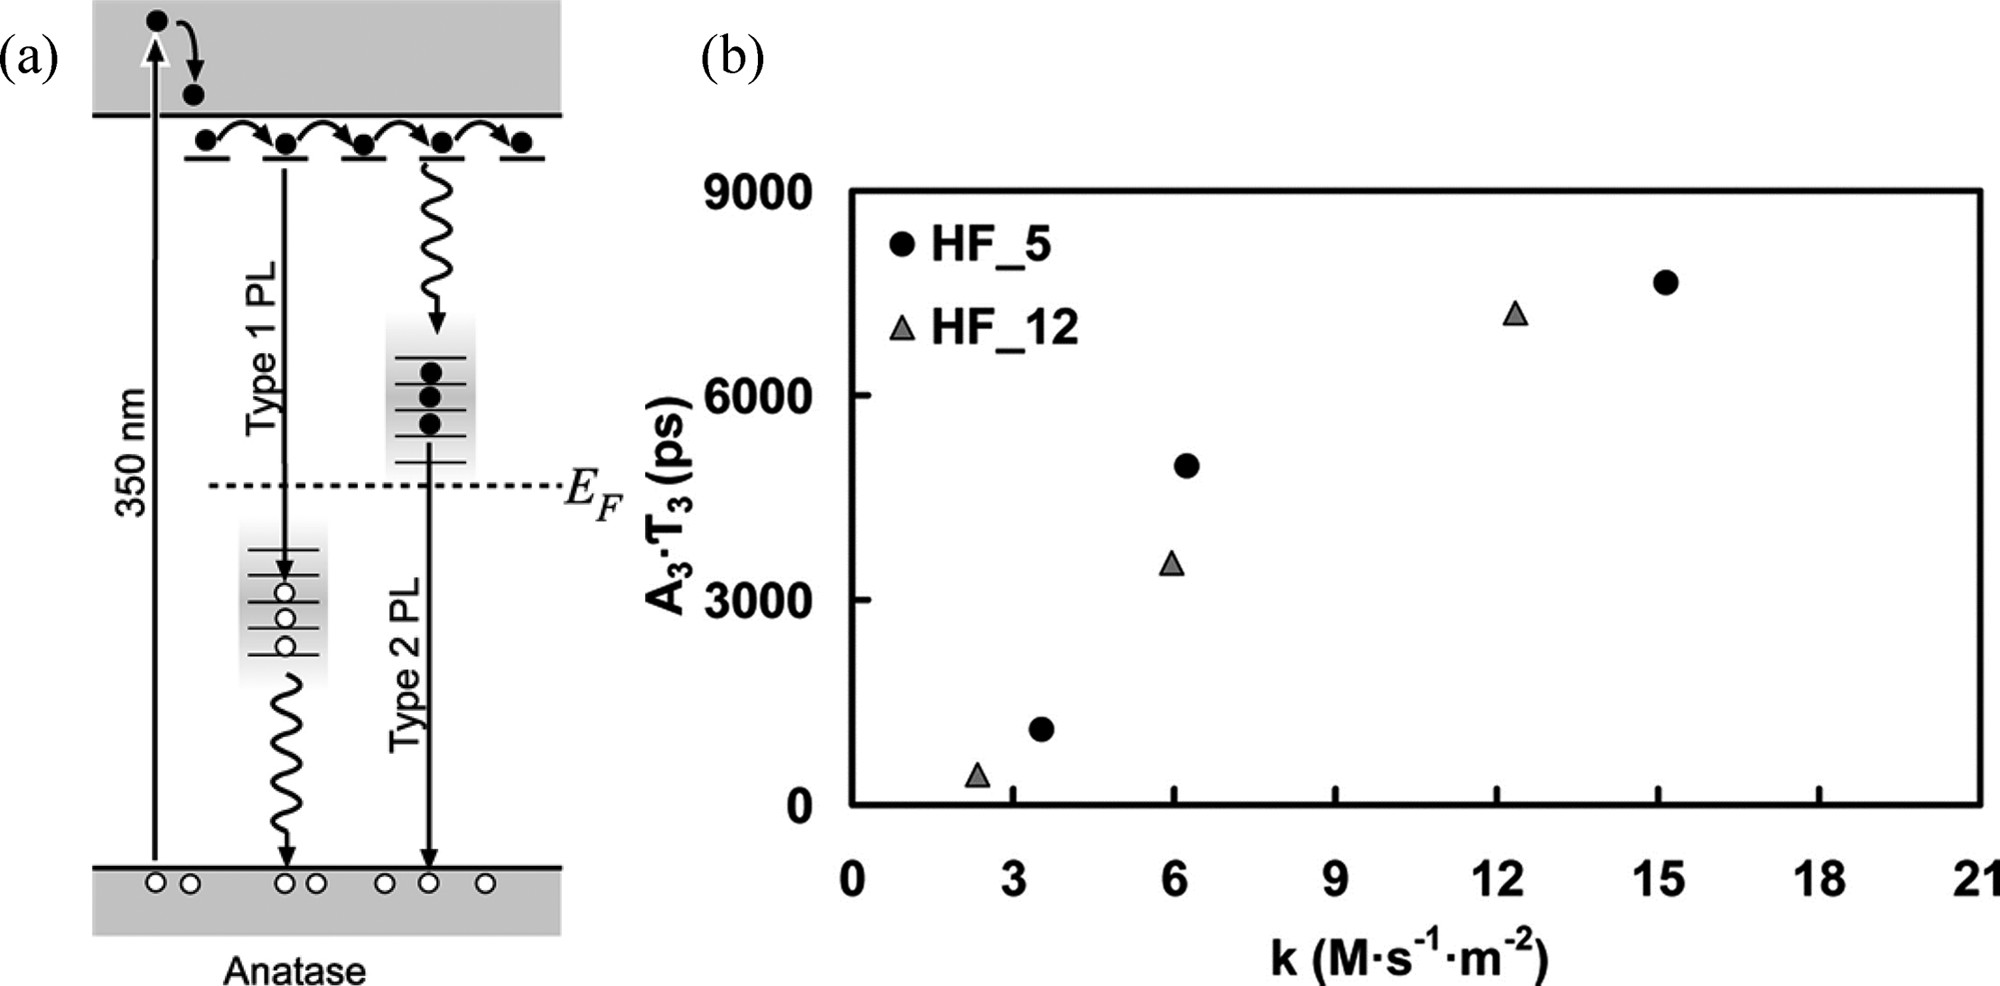 (a)
350 nm
Type 1 PL
Type 2 PL
E_F
Anatase
(b)
HF_5
HF_12
A₃·T₃ (ps)
9000
6000
3000
0
0 3 6 9 12 15 18 21
k (M·s⁻¹·m⁻²)